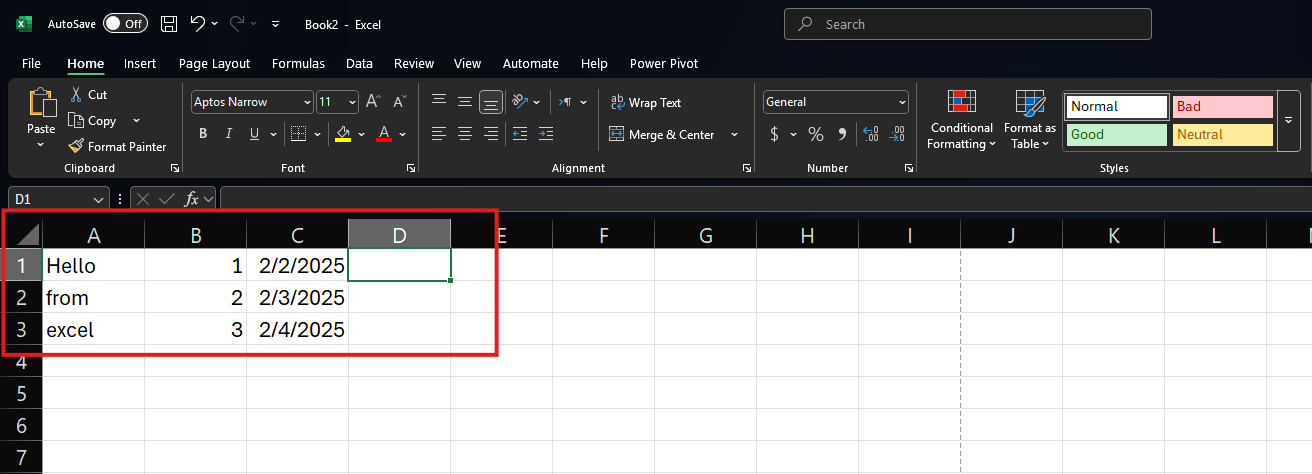 AutoSave Off Book2 - Excel Search
File Home Insert Page Layout Formulas Data Review View Automate Help Power Pivot
Paste
Cut
Copy
Format Painter
Clipboard
Aptos Narrow 11 A A
B I U A
Font
ab Wrap Text
Merge & Center
Alignment
General
$ % 9 .00 .00
Number
Conditional Formatting
Format as Table
Normal Bad
Good Neutral
Styles
D1 fx
A B C D E F G H I J K L
1 Hello 1 2/2/2025
2 from 2 2/3/2025
3 excel 3 2/4/2025
4
5
6
7